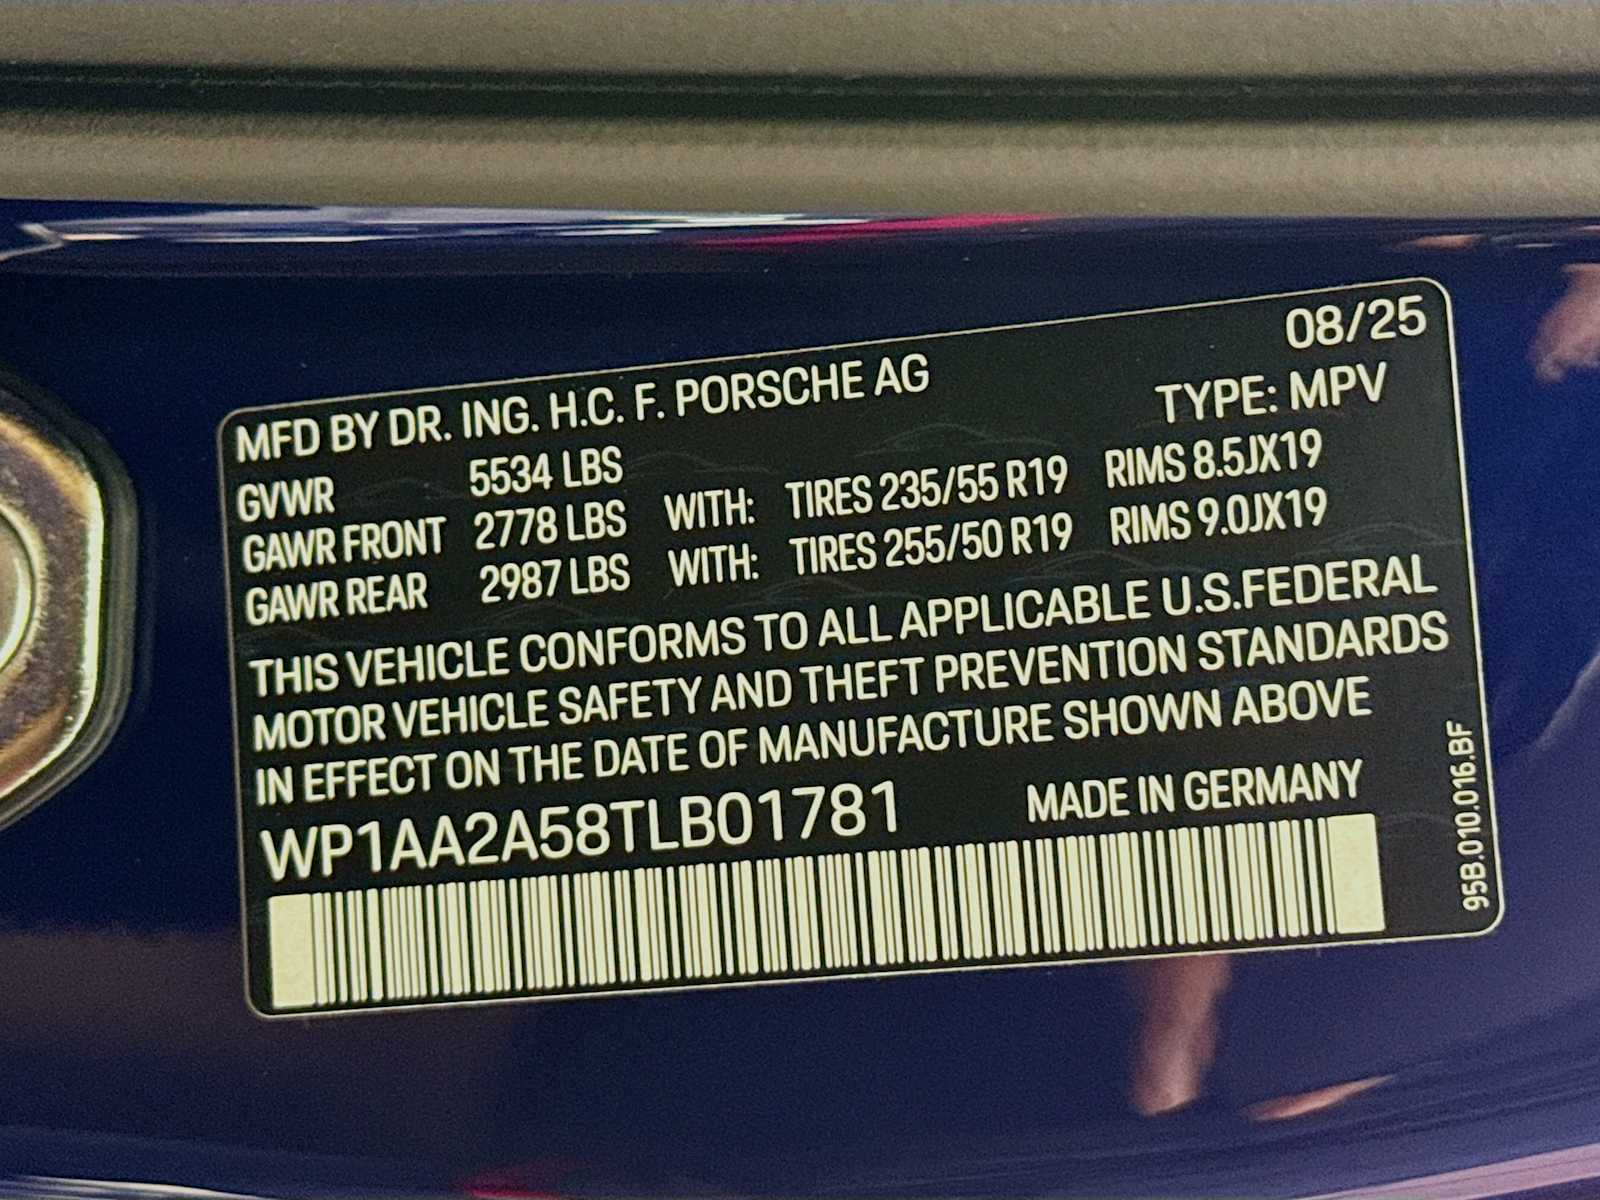 08/25
MFD BY DR. ING. H.C. F. PORSCHE AG
TYPE: MPV
GVWR 5534 LBS
GAWR FRONT 2778 LBS WITH: TIRES 235/55 R19 RIMS 8.5JX19
GAWR REAR 2987 LBS WITH: TIRES 255/50 R19 RIMS 9.0JX19
THIS VEHICLE CONFORMS TO ALL APPLICABLE U.S.FEDERAL
MOTOR VEHICLE SAFETY AND THEFT PREVENTION STANDARDS
IN EFFECT ON THE DATE OF MANUFACTURE SHOWN ABOVE
WP1AA2A58TLB01781 MADE IN GERMANY
95B.010.016.BF